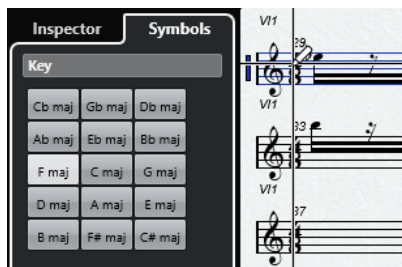 Inspector Symbols
Key
Cb maj Gb maj Db maj
Ab maj Eb maj Bb maj
F maj C maj G maj
D maj A maj E maj
B maj F# maj C# maj
Vl1
29
Vl1
33
Vl1
37